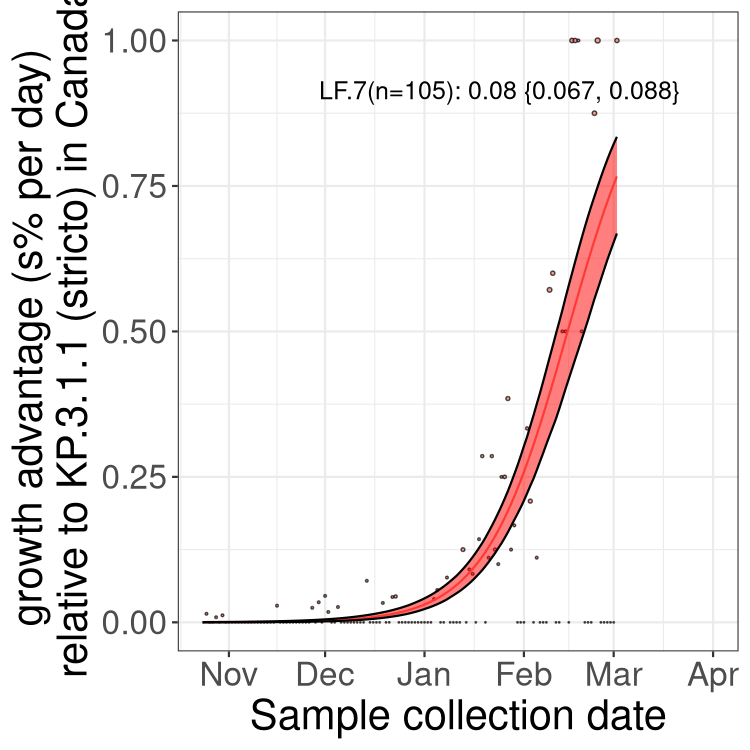 growth advantage (s% per day)
relative to KP.3.1.1 (stricto) in Canada
1.00
0.75
0.50
0.25
0.00
LF.7(n=105): 0.08 {0.067, 0.088}
Nov Dec Jan Feb Mar Apr
Sample collection date